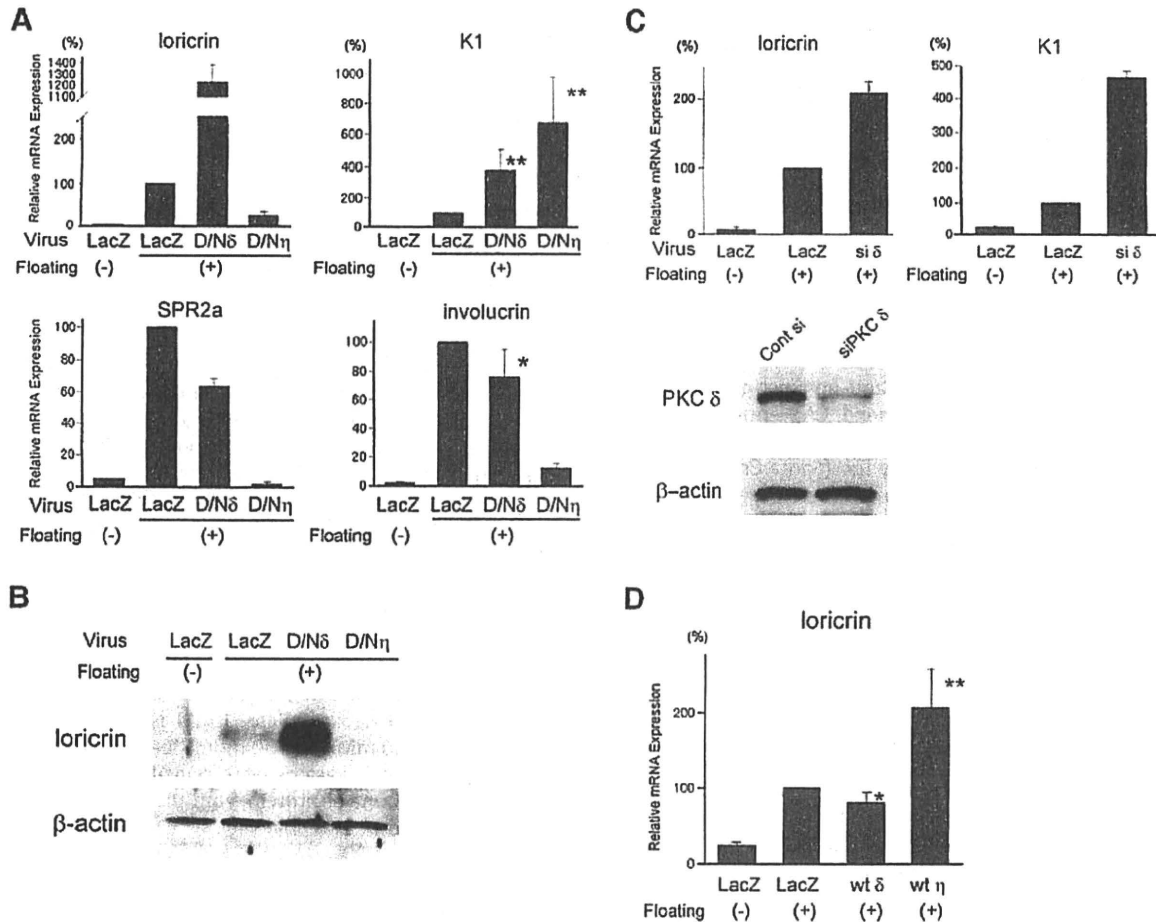 A
loricrin
(%)
1400
1300
1200
1100
200
100
0
Relative mRNA Expression
Virus LacZ LacZ D/Nδ D/Nη
Floating (-) (+)
K1
(%)
1000
800
600
400
200
0
**
**
LacZ LacZ D/Nδ D/Nη
Floating (-) (+)
SPR2a
100
80
60
40
20
0
Relative mRNA Expression
Virus LacZ LacZ D/Nδ D/Nη
Floating (-) (+)
involucrin
100
80
60
40
20
0
*
LacZ LacZ D/Nδ D/Nη
Floating (-) (+)
B
Virus LacZ LacZ D/Nδ D/Nη
Floating (-) (+)
loricrin
β-actin
C
loricrin
(%)
200
100
0
Relative mRNA Expression
Virus LacZ LacZ si δ
Floating (-) (+) (+)
K1
(%)
500
400
300
200
100
0
LacZ LacZ si δ
(-) (+) (+)
Cont si siPKC δ
PKC δ
β-actin
D
loricrin
(%)
200
100
0
Relative mRNA Expression
*
**
LacZ LacZ wt δ wt η
Floating (-) (+) (+) (+)